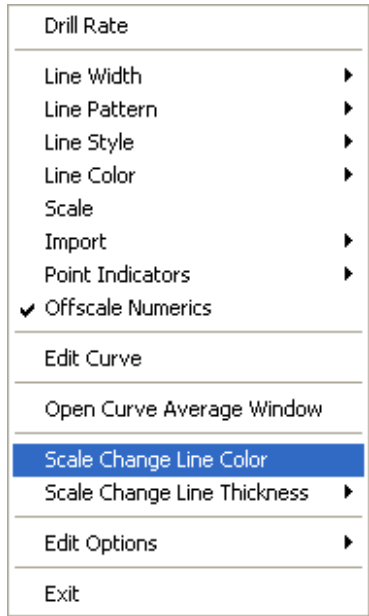 Drill Rate
Line Width
Line Pattern
Line Style
Line Color
Scale
Import
Point Indicators
Offscale Numerics
Edit Curve
Open Curve Average Window
Scale Change Line Color
Scale Change Line Thickness
Edit Options
Exit